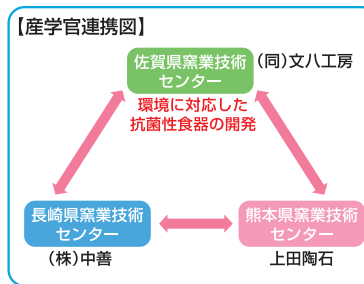 【産学官連携図】
佐賀県窯業技術
センター
(同)文八工房
環境に対応した
抗菌性食器の開発
長崎県窯業技術
センター
(株)中善
熊本県窯業技術
センター
上田陶石